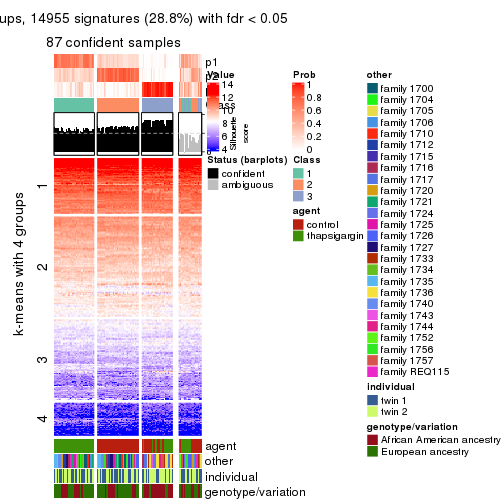 ups, 14955 signatures (28.8%) with fdr < 0.05
87 confident samples
p1
p2
Class
k-means with 4 groups
1
2
3
4
Silhouette
score
agent
other
individual
genotype/variation
Value
14
12
10
8
6
4
Status (barplots)
confident
ambiguous
Prob
1
0.8
0.6
0.4
0.2
0
Class
1
2
3
agent
control
thapsigargin
other
family 1700
family 1704
family 1705
family 1706
family 1710
family 1712
family 1715
family 1716
family 1717
family 1720
family 1721
family 1724
family 1725
family 1726
family 1727
family 1733
family 1734
family 1735
family 1736
family 1740
family 1743
family 1744
family 1752
family 1756
family 1757
family REQ115
individual
twin 1
twin 2
genotype/variation
African American ancestry
European ancestry